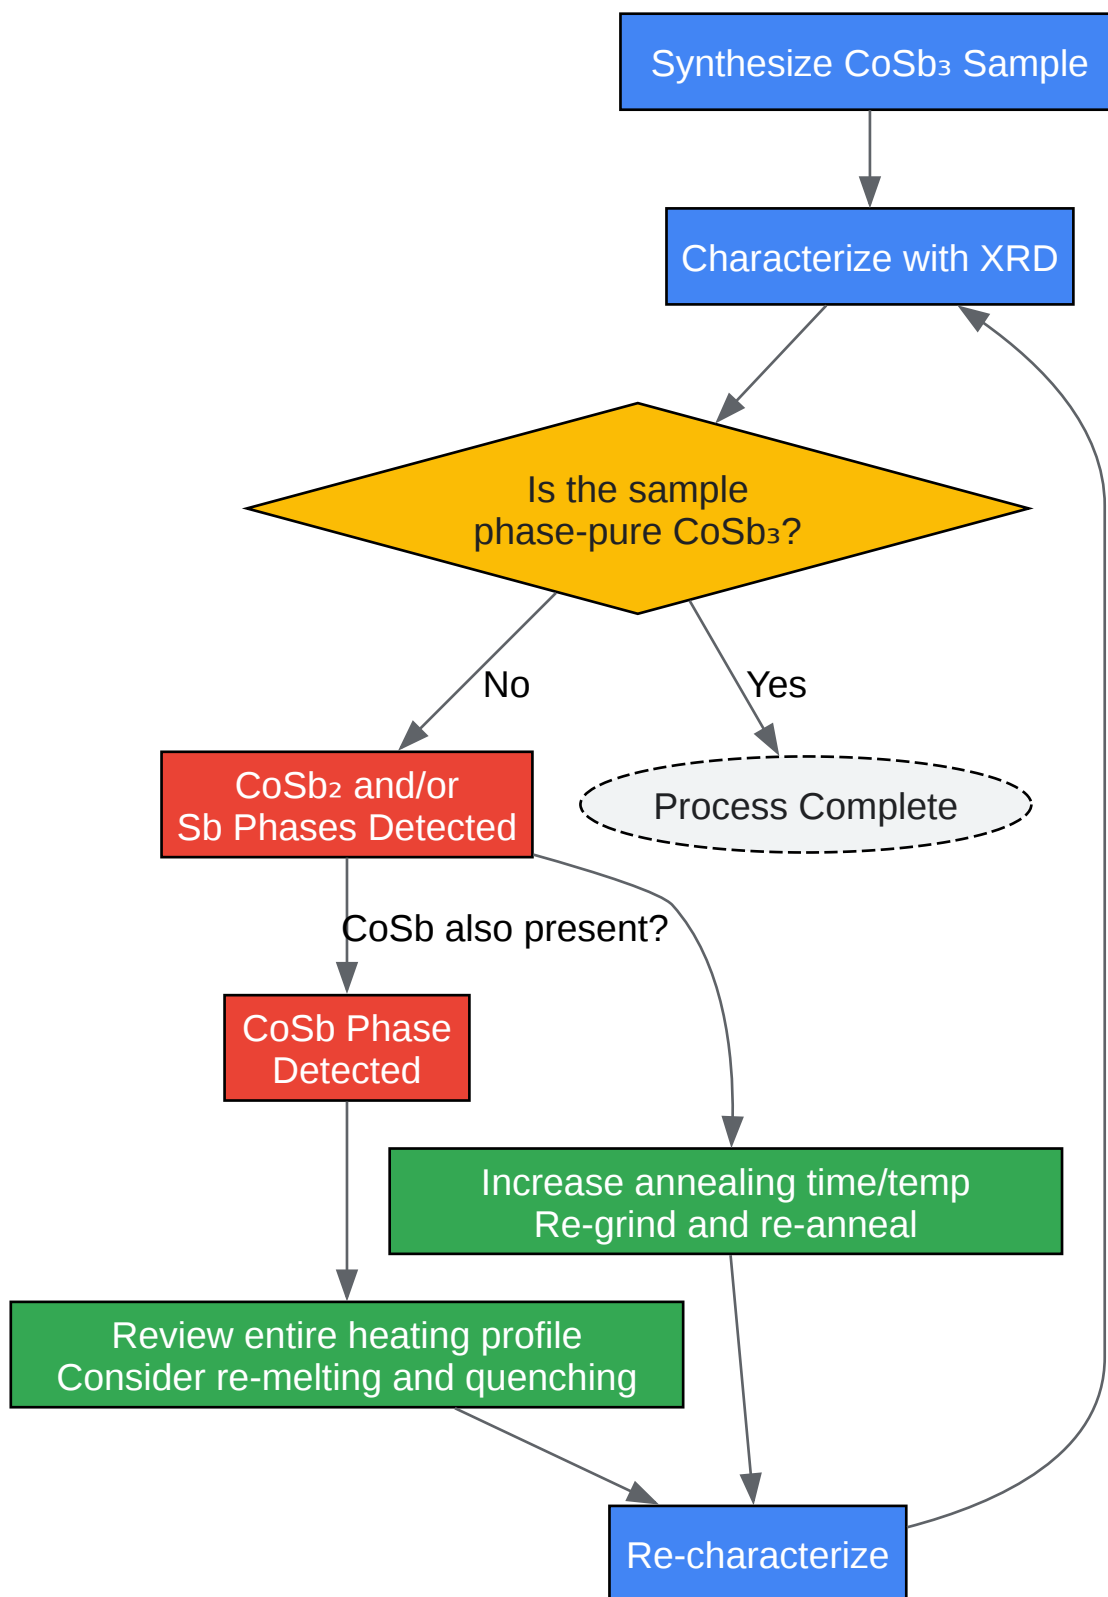 Synthesize CoSb₃ Sample
Characterize with XRD
Is the sample
phase-pure CoSb₃?
No
Yes
CoSb₂ and/or
Sb Phases Detected
Process Complete
CoSb also present?
CoSb Phase
Detected
Increase annealing time/temp
Re-grind and re-anneal
Review entire heating profile
Consider re-melting and quenching
Re-characterize